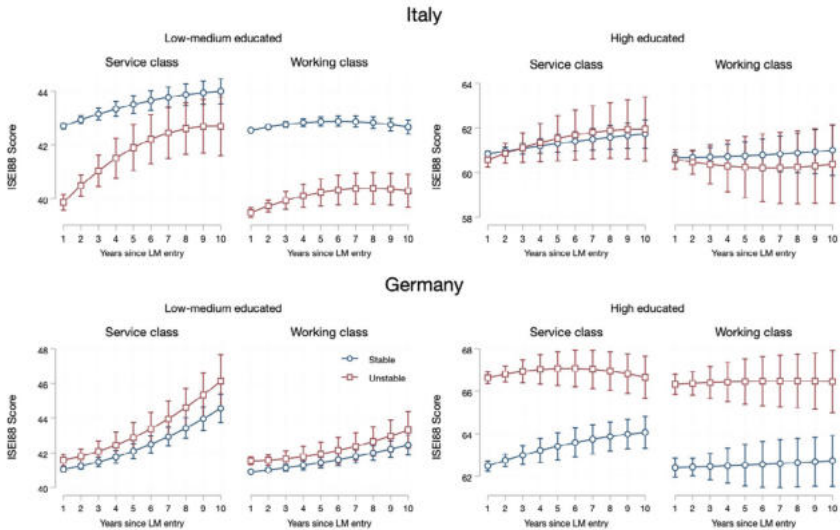 Italy
Low-medium educated
High educated
Service class
Working class
Service class
Working class
ISEI88 Score
44
42
40
1 2 3 4 5 6 7 8 9 10
1 2 3 4 5 6 7 8 9 10
Years since LM entry
Years since LM entry
ISEI88 Score
64
62
60
58
1 2 3 4 5 6 7 8 9 10
1 2 3 4 5 6 7 8 9 10
Years since LM entry
Years since LM entry
Germany
Low-medium educated
High educated
Service class
Working class
Service class
Working class
ISEI88 Score
48
46
44
42
40
Stable
Unstable
1 2 3 4 5 6 7 8 9 10
1 2 3 4 5 6 7 8 9 10
Years since LM entry
Years since LM entry
ISEI88 Score
68
66
64
62
1 2 3 4 5 6 7 8 9 10
1 2 3 4 5 6 7 8 9 10
Years since LM entry
Years since LM entry